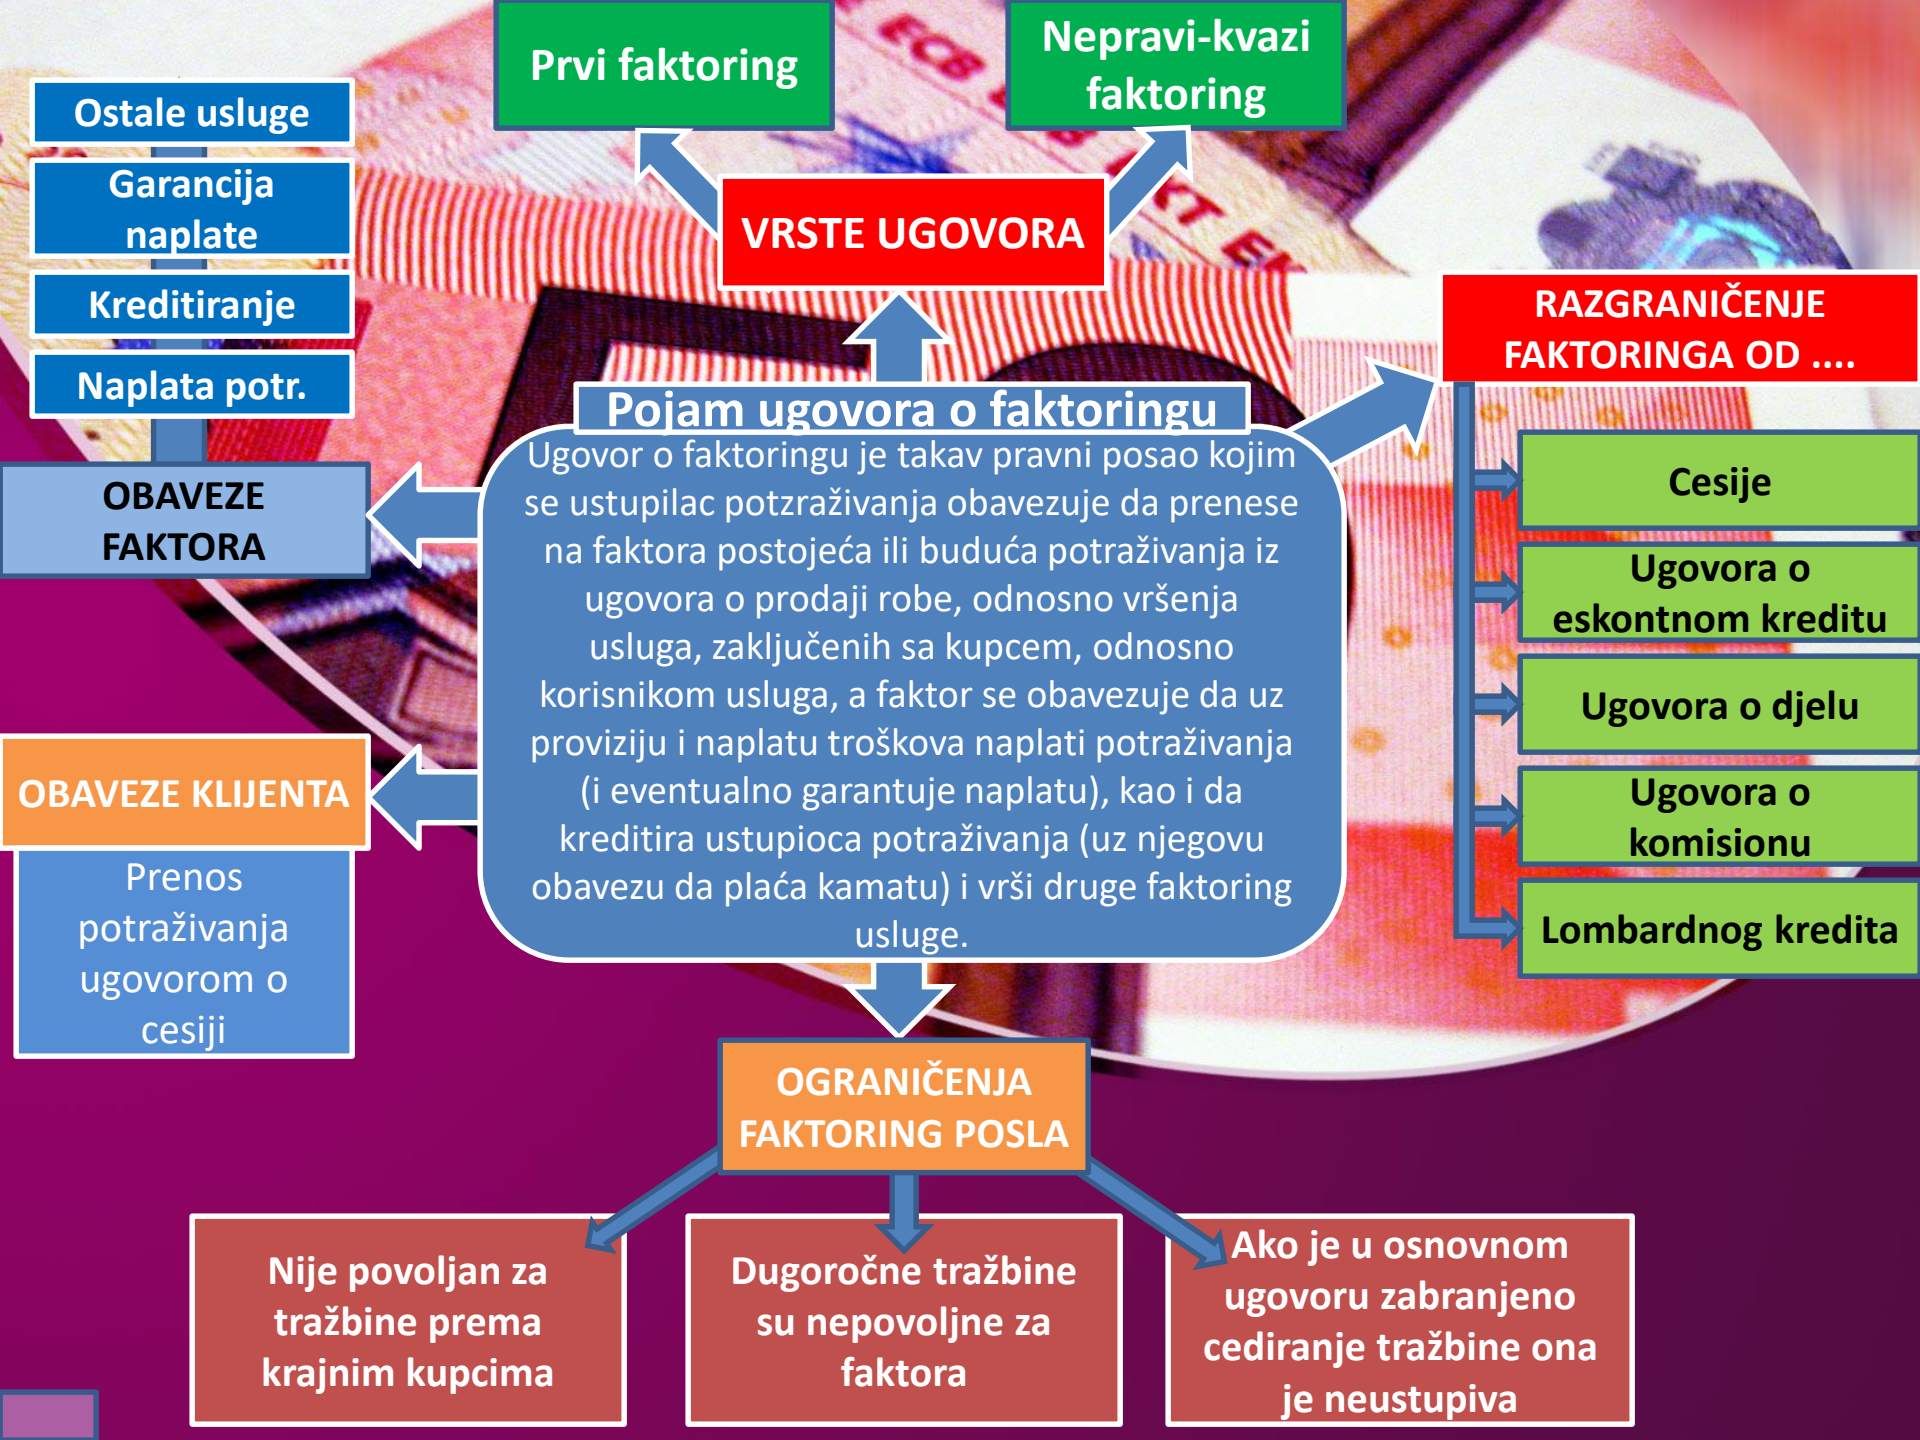 Prvi faktoring
Nepravi-kvazi
faktoring
Ostale usluge
Garancija
naplate
Kreditiranje
Naplata potr.
VRSTE UGOVORA
RAZGRANIČENJE
FAKTORINGA OD ....
Pojam ugovora o faktoringu
Ugovor o faktoringu je takav pravni posao kojim
se ustupilac potzraživanja obavezuje da prenese
na faktora postojeća ili buduća potraživanja iz
ugovora o prodaji robe, odnosno vršenja
usluga, zaključenih sa kupcem, odnosno
korisnikom usluga, a faktor se obavezuje da uz
proviziju i naplatu troškova naplati potraživanja
(i eventualno garantuje naplatu), kao i da
kreditira ustupioca potraživanja (uz njegovu
obavezu da plaća kamatu) i vrši druge faktoring
usluge.
OBAVEZE
FAKTORA
OBAVEZE KLIJENTA
Prenos
potraživanja
ugovorom o
cesiji
Cesije
Ugovora o
eskontnom kreditu
Ugovora o djelu
Ugovora o
komisionu
Lombardnog kredita
OGRANIČENJA
FAKTORING POSLA
Nije povoljan za
tražbine prema
krajnim kupcima
Dugoročne tražbine
su nepovoljne za
faktora
Ako je u osnovnom
ugovoru zabranjeno
cediranje tražbine ona
je neustupiva